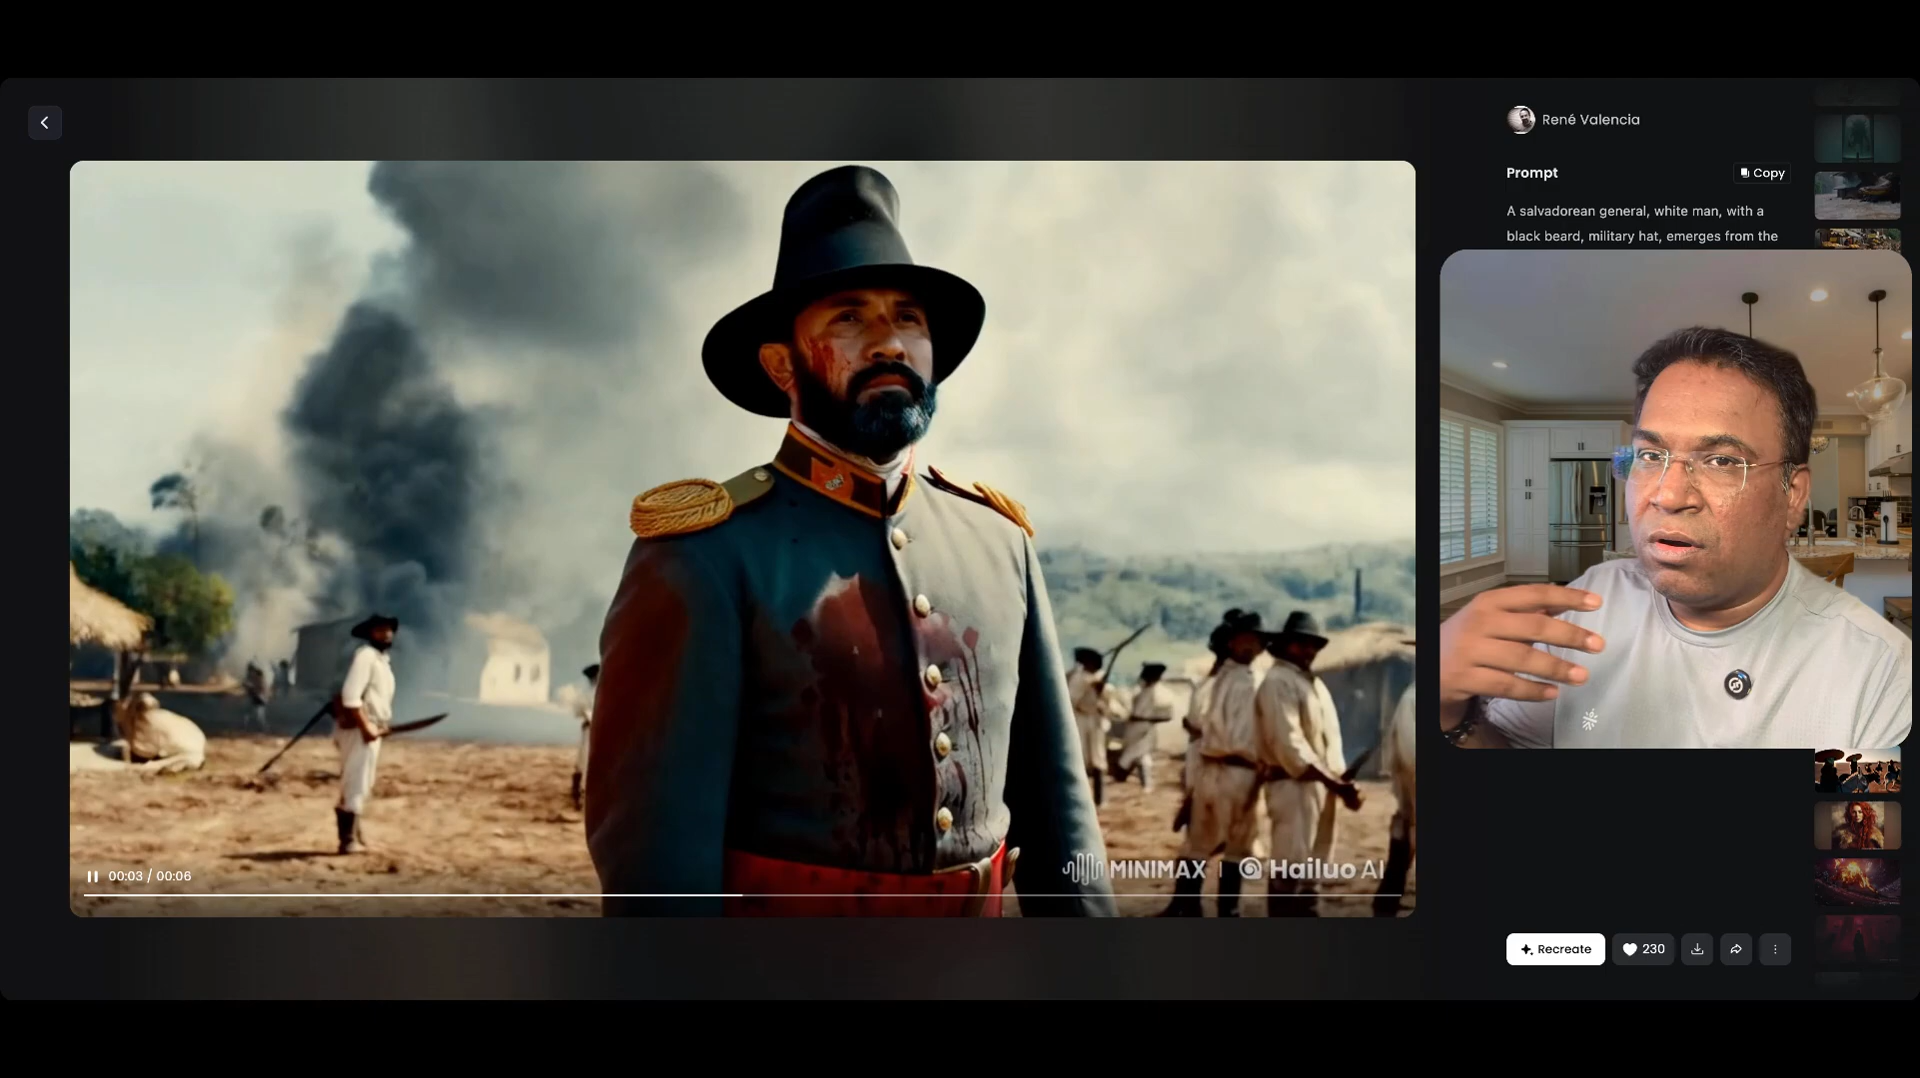 René Valencia
Prompt
Copy
A salvadorean general, white man, with a
black beard, military hat, emerges from the
00:03 / 00:06
MINIMAX | Hailuo AI
Recreate
230